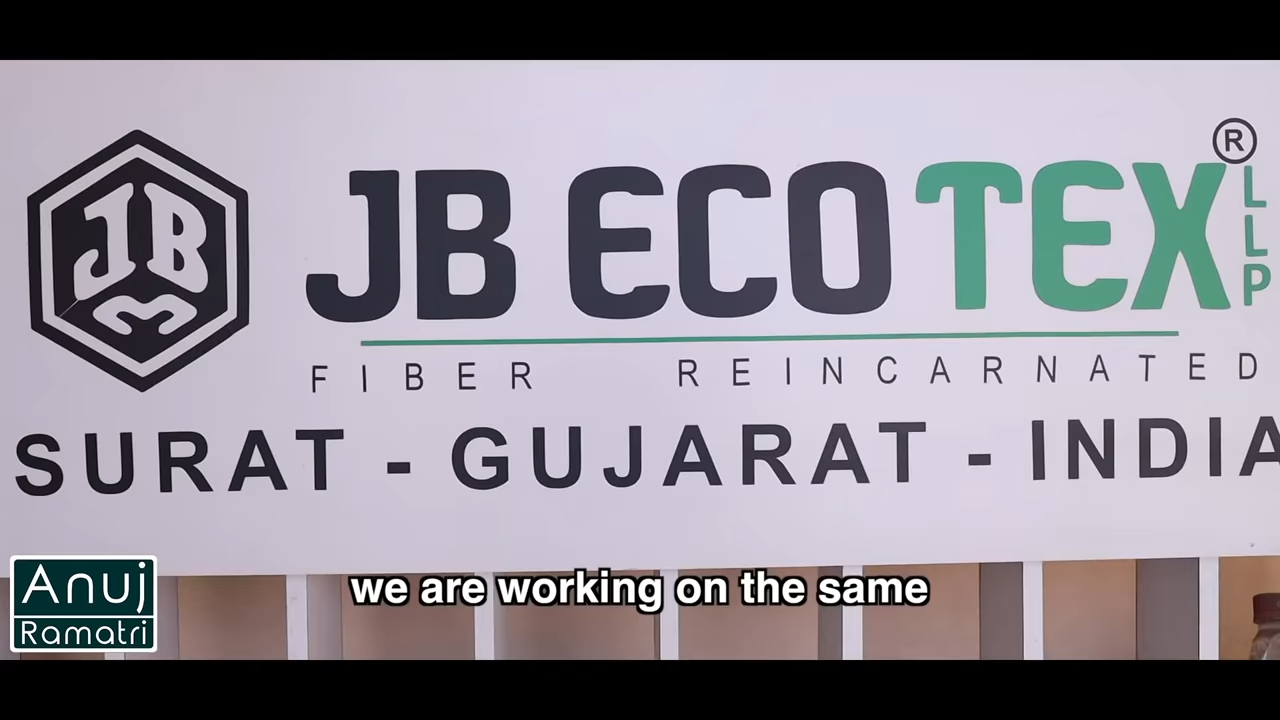 JB
JB ECOTEX® LLP
FIBER REINCARNATED
SURAT - GUJARAT - INDIA
we are working on the same
Anuj
Ramatri